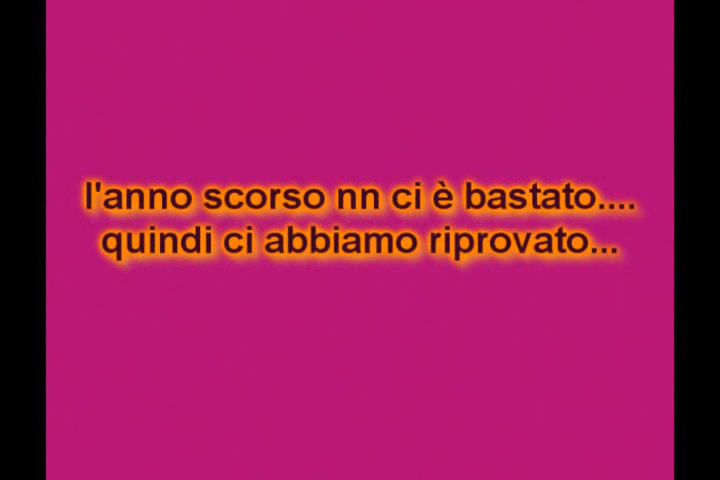 l'anno scorso nn ci è bastato....
quindi ci abbiamo riprovato...